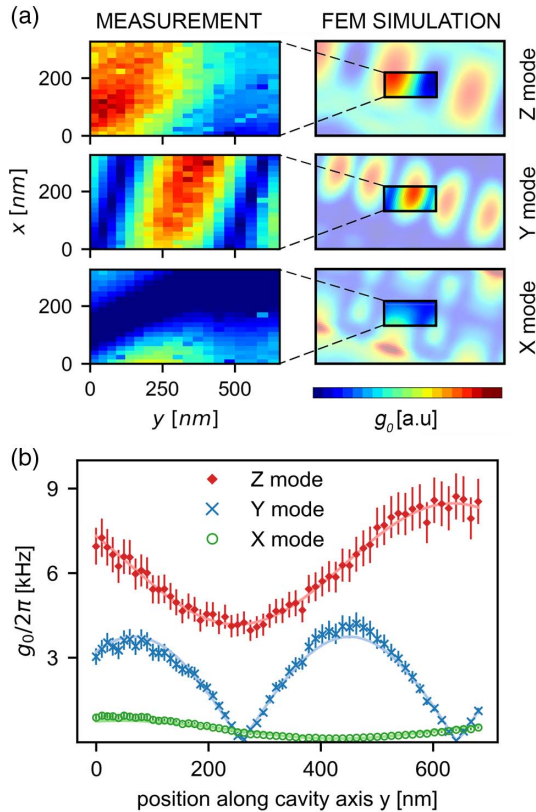 (a) MEASUREMENT FEM SIMULATION
200
0
Z mode
x [nm]
200
0
Y mode
200
0
X mode
0 250 500
y [nm]
g0 [a.u]
(b)
9
6
3
g0/2π [kHz]
Z mode
Y mode
X mode
0 200 400 600
position along cavity axis y [nm]